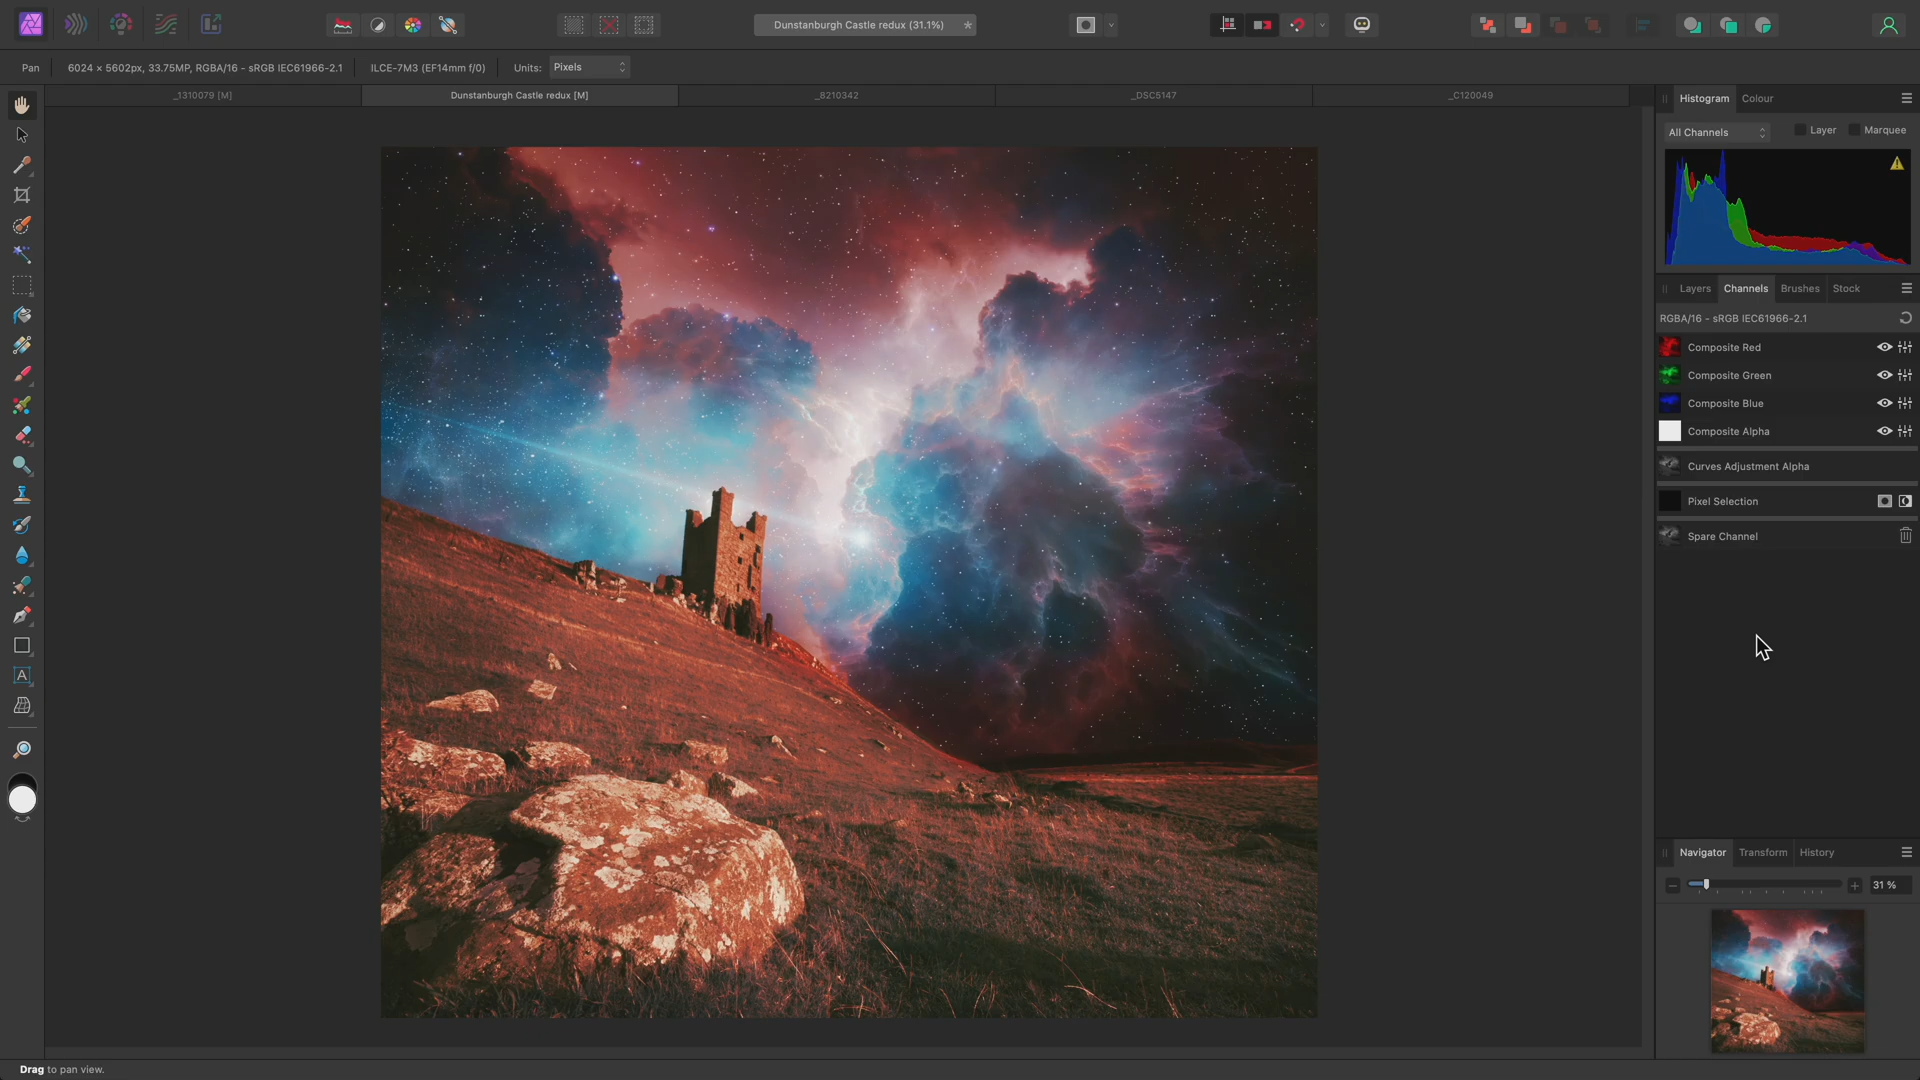 Dunstanburgh Castle redux (31.1%) *
Pan
6024 × 5602px, 33.75MP, RGBA/16 - sRGB IEC61966-2.1
ILCE-7M3 (EF14mm f/0)
Units:
Pixels
_1310079 [M]
Dunstanburgh Castle redux [M]
_8210342
_DSC5147
_C120049
Histogram
Colour
All Channels
Layer
Marquee
Layers
Channels
Brushes
Stock
RGBA/16 - sRGB IEC61966-2.1
Composite Red
Composite Green
Composite Blue
Composite Alpha
Curves Adjustment Alpha
Pixel Selection
Spare Channel
A
Navigator
Transform
History
31 %
Drag to pan view.